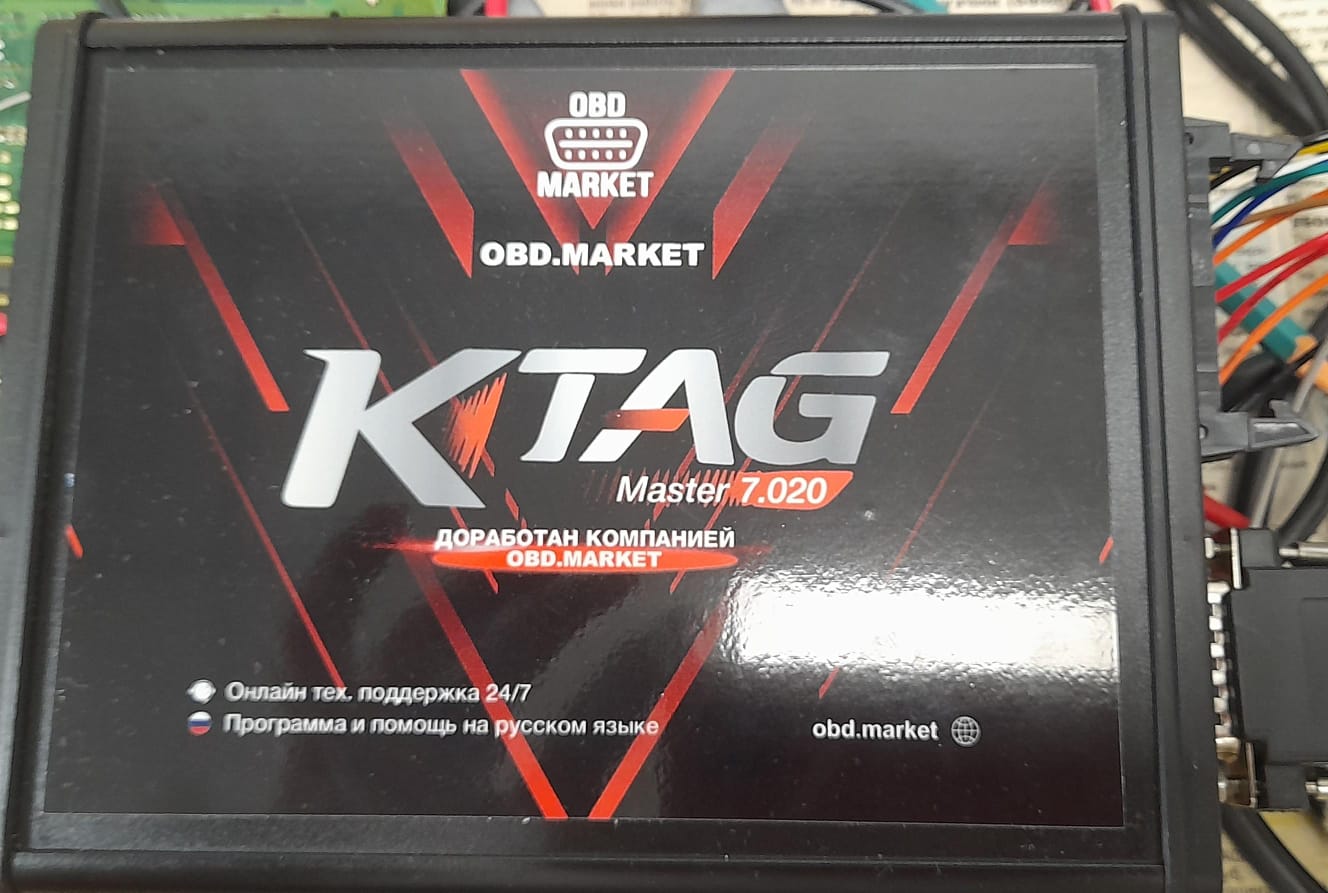 OBD
MARKET
OBD.MARKET
KTAG
Master 7.020
ДОРАБОТАН КОМПАНИЕЙ
OBD.MARKET
Онлайн тех. поддержка 24/7
Программа и помощь на русском языке
obd.market